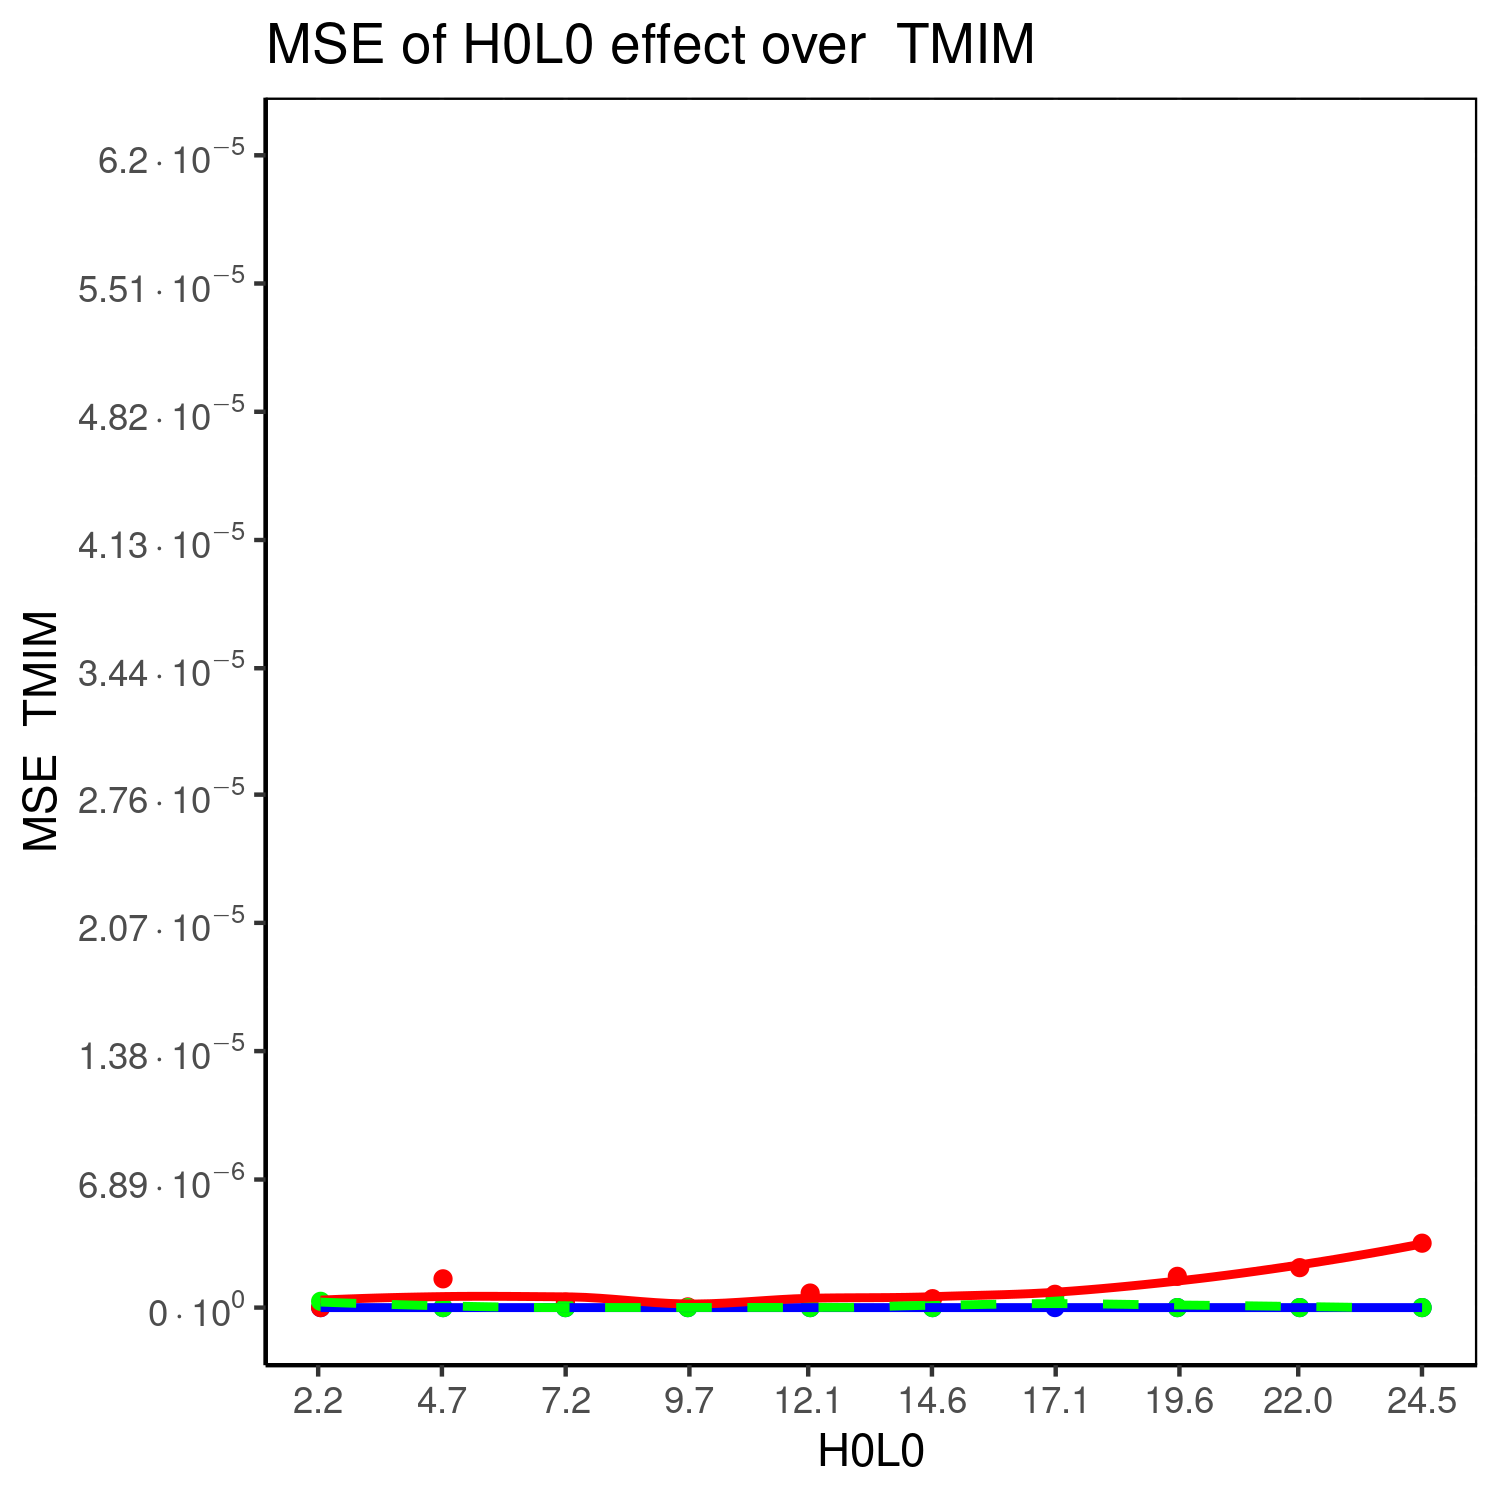 MSE of H0L0 effect over  TMIM
6.2 · 10⁻⁵
5.51 · 10⁻⁵
4.82 · 10⁻⁵
4.13 · 10⁻⁵
3.44 · 10⁻⁵
2.76 · 10⁻⁵
2.07 · 10⁻⁵
1.38 · 10⁻⁵
6.89 · 10⁻⁶
0 · 10⁰
MSE  TMIM
2.2 4.7 7.2 9.7 12.1 14.6 17.1 19.6 22.0 24.5
H0L0